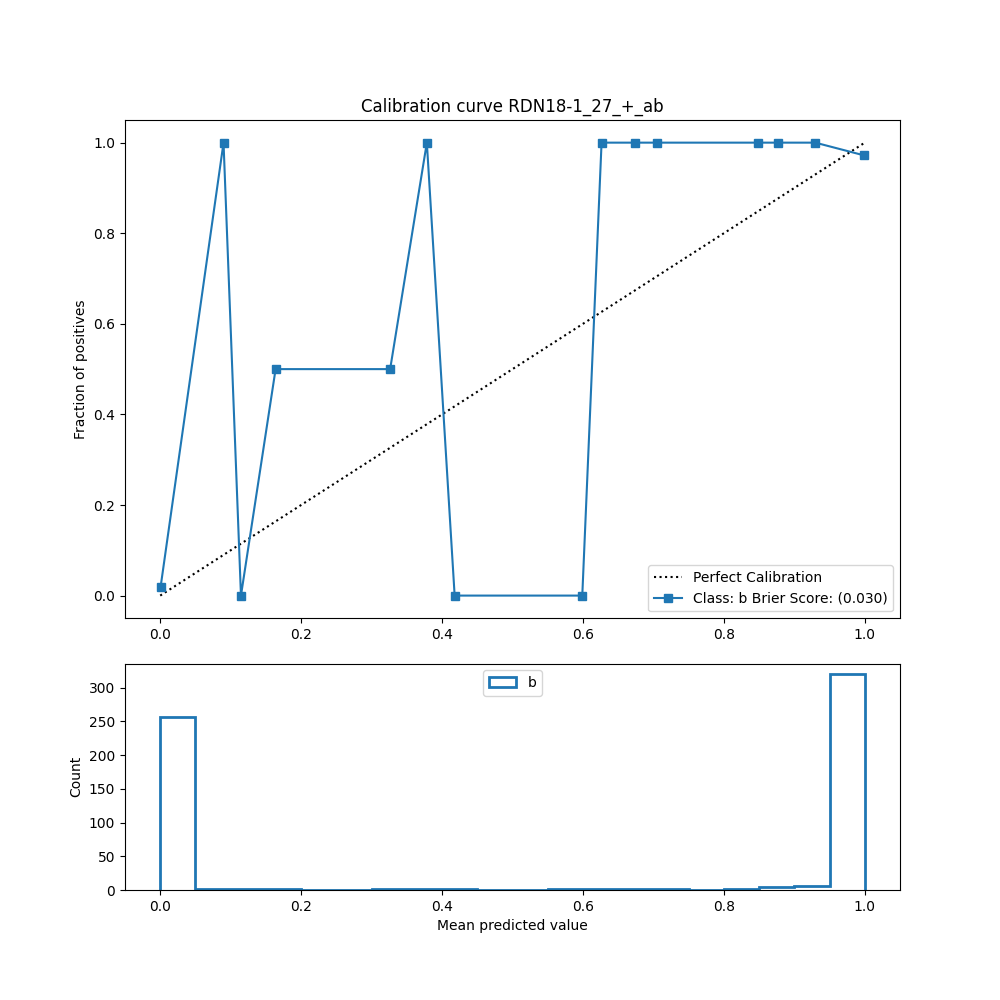 Calibration curve RDN18-1_27_+_ab
1.0
0.8
0.6
0.4
0.2
0.0
Fraction of positives
0.0 0.2 0.4 0.6 0.8 1.0
Perfect Calibration
Class: b Brier Score: (0.030)
300
250
200
150
100
50
0
Count
b
0.0 0.2 0.4 0.6 0.8 1.0
Mean predicted value